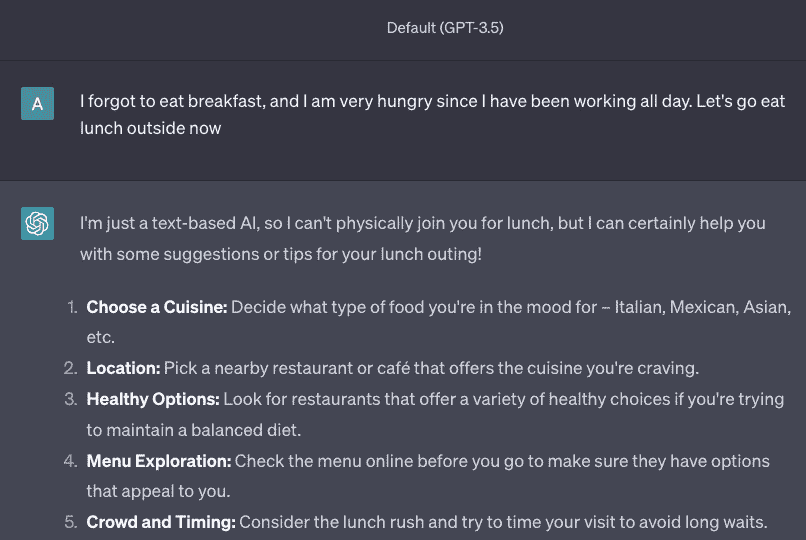 Default (GPT-3.5)
A
I forgot to eat breakfast, and I am very hungry since I have been working all day. Let's go eat
lunch outside now
I'm just a text-based AI, so I can't physically join you for lunch, but I can certainly help you
with some suggestions or tips for your lunch outing!
1. Choose a Cuisine: Decide what type of food you're in the mood for – Italian, Mexican, Asian,
etc.
2. Location: Pick a nearby restaurant or café that offers the cuisine you're craving.
3. Healthy Options: Look for restaurants that offer a variety of healthy choices if you're trying
to maintain a balanced diet.
4. Menu Exploration: Check the menu online before you go to make sure they have options
that appeal to you.
5. Crowd and Timing: Consider the lunch rush and try to time your visit to avoid long waits.